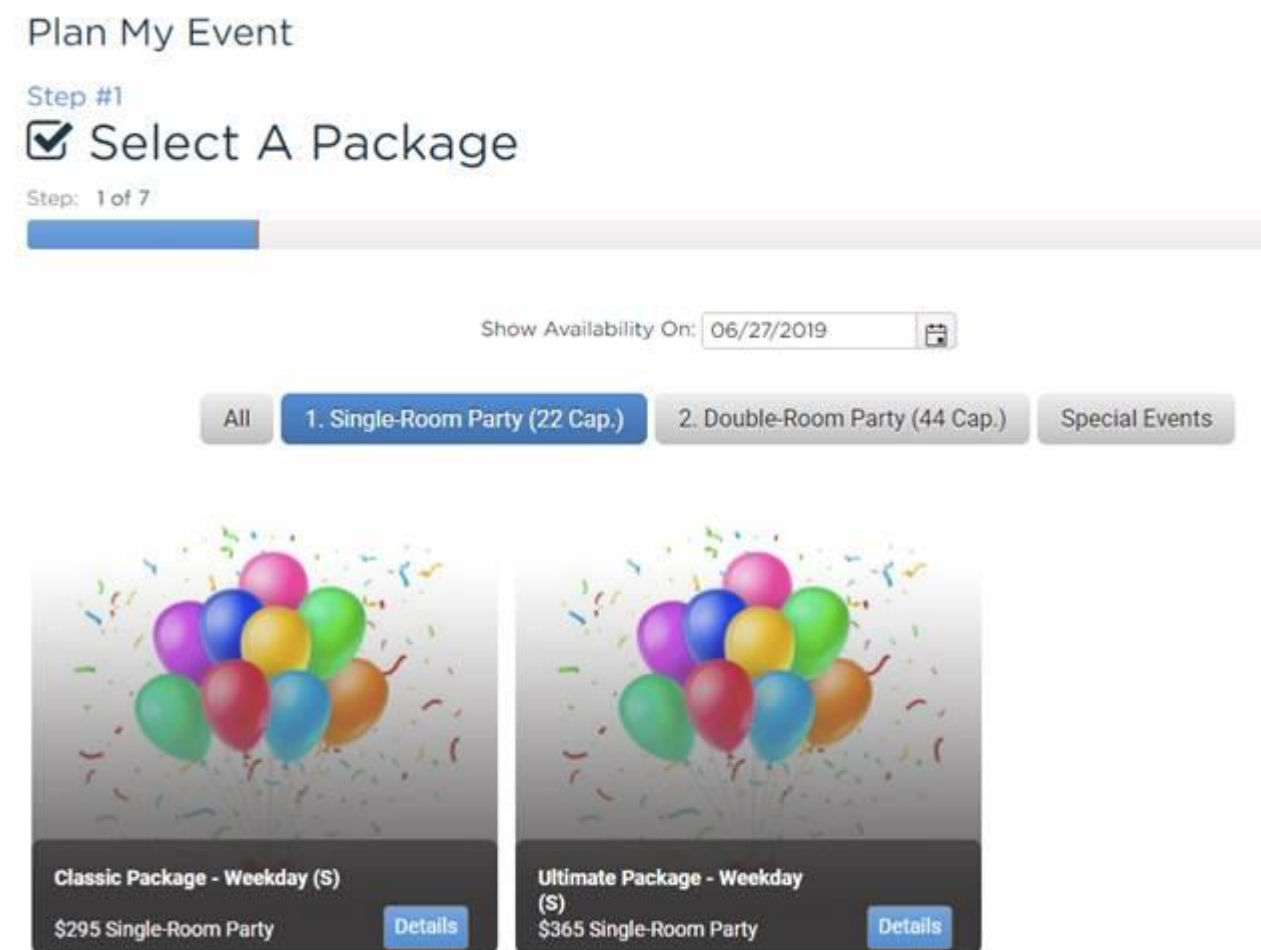 Plan My Event
Step #1
Select A Package
Step: 1 of 7
Show Availability On: 06/27/2019
All 1. Single-Room Party (22 Cap.) 2. Double-Room Party (44 Cap.) Special Events
Classic Package - Weekday (S)
$295 Single-Room Party Details
Ultimate Package - Weekday
(S)
$365 Single-Room Party Details